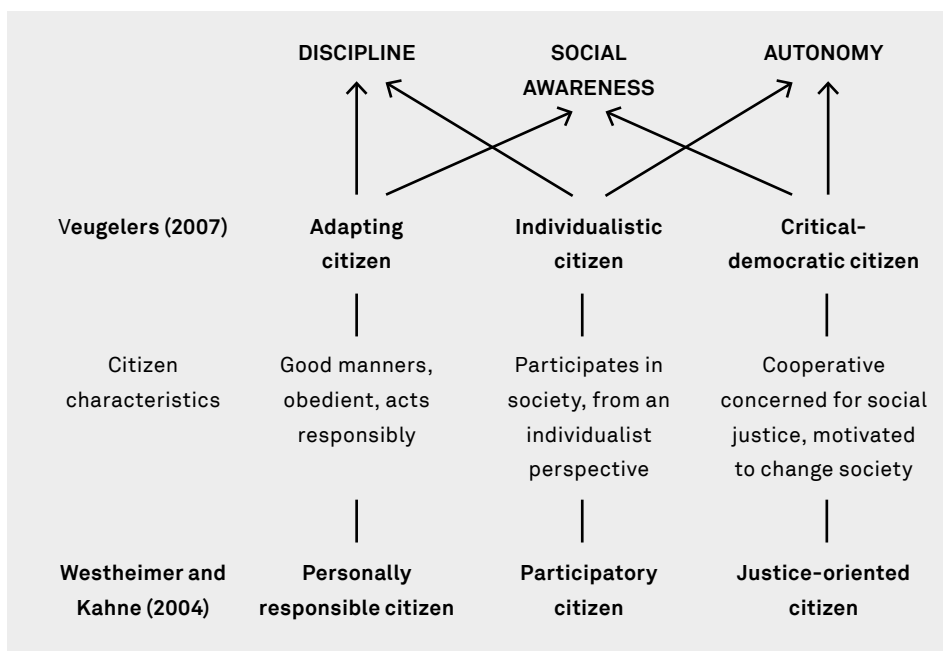 DISCIPLINE
SOCIAL
AWARENESS
AUTONOMY
Veugelers (2007)
Adapting
citizen
Individualistic
citizen
Critical-
democratic citizen
Citizen
characteristics
Good manners,
obedient, acts
responsibly
Participates in
society, from an
individualist
perspective
Cooperative
concerned for social
justice, motivated
to change society
Westheimer and
Kahne (2004)
Personally
responsible citizen
Participatory
citizen
Justice-oriented
citizen